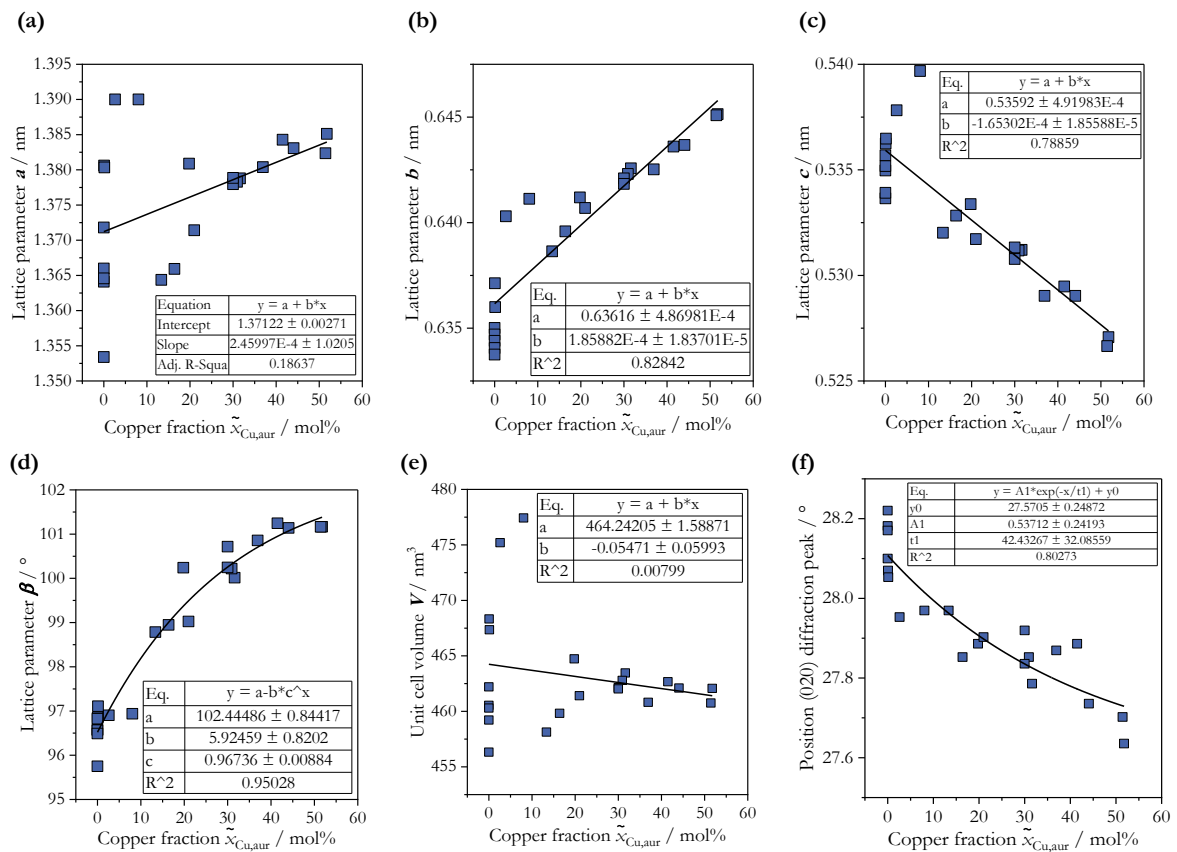 (a)
1.395
1.390
1.385
1.380
1.375
1.370
1.365
1.360
1.355
1.350
Lattice parameter a / nm
Equation y = a + b*x
Intercept 1.37122 ± 0.00271
Slope 2.45997E-4 ± 1.0205
Adj. R-Squa 0.18637
0 10 20 30 40 50 60
Copper fraction x̃Cu,aur / mol%
(b)
0.645
0.640
0.635
Lattice parameter b / nm
Eq. y = a + b*x
a 0.63616 ± 4.86981E-4
b 1.85882E-4 ± 1.83701E-5
R^2 0.82842
0 10 20 30 40 50 60
Copper fraction x̃Cu,aur / mol%
(c)
0.540
0.535
0.530
0.525
Lattice parameter c / nm
Eq. y = a + b*x
a 0.53592 ± 4.91983E-4
b -1.65302E-4 ± 1.85588E-5
R^2 0.78859
0 10 20 30 40 50 60
Copper fraction x̃Cu,aur / mol%
(d)
102
101
100
99
98
97
96
95
Lattice parameter β / °
Eq. y = a-b*c^x
a 102.44486 ± 0.84417
b 5.92459 ± 0.8202
c 0.96736 ± 0.00884
R^2 0.95028
0 10 20 30 40 50 60
Copper fraction x̃Cu,aur / mol%
(e)
480
475
470
465
460
455
Unit cell volume V / nm³
Eq. y = a + b*x
a 464.24205 ± 1.58871
b -0.05471 ± 0.05993
R^2 0.00799
0 10 20 30 40 50 60
Copper fraction x̃Cu,aur / mol%
(f)
28.2
28.0
27.8
27.6
Position (020) diffraction peak / °
Eq. y = A1*exp(-x/t1) + y0
y0 27.5705 ± 0.24872
A1 0.53712 ± 0.24193
t1 42.43267 ± 32.08559
R^2 0.80273
0 10 20 30 40 50 60
Copper fraction x̃Cu,aur / mol%